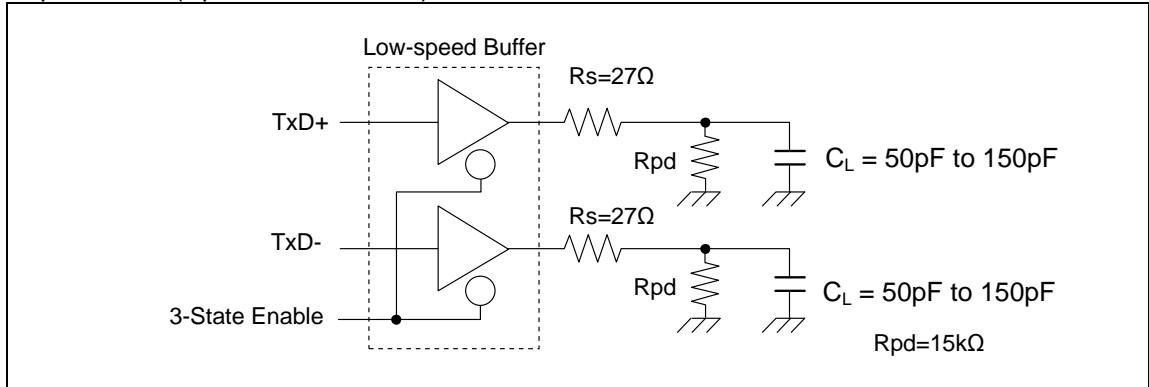 Low-speed Buffer
Rs=27Ω
TxD+
Rpd
CL = 50pF to 150pF
Rs=27Ω
TxD-
Rpd
CL = 50pF to 150pF
3-State Enable
Rpd=15kΩ